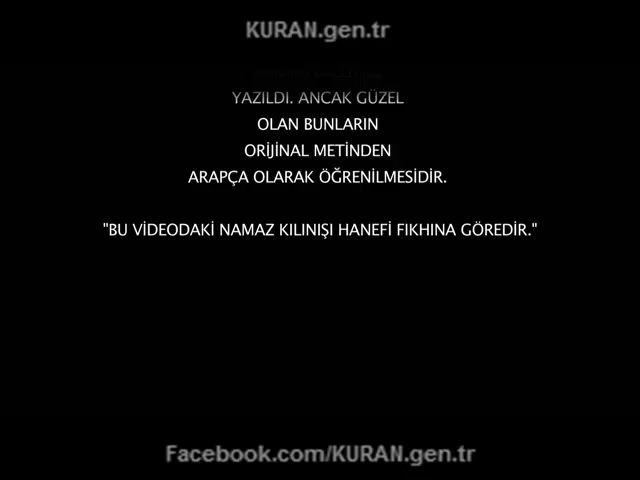 KURAN.gen.tr
YAZILDI. ANCAK GÜZEL
OLAN BUNLARIN
ORİJİNAL METİNDEN
ARAPÇA OLARAK ÖĞRENİLMESİDİR.
"BU VİDEODAKİ NAMAZ KILINIŞI HANEFİ FIKHINA GÖREDİR."
Facebook.com/KURAN.gen.tr